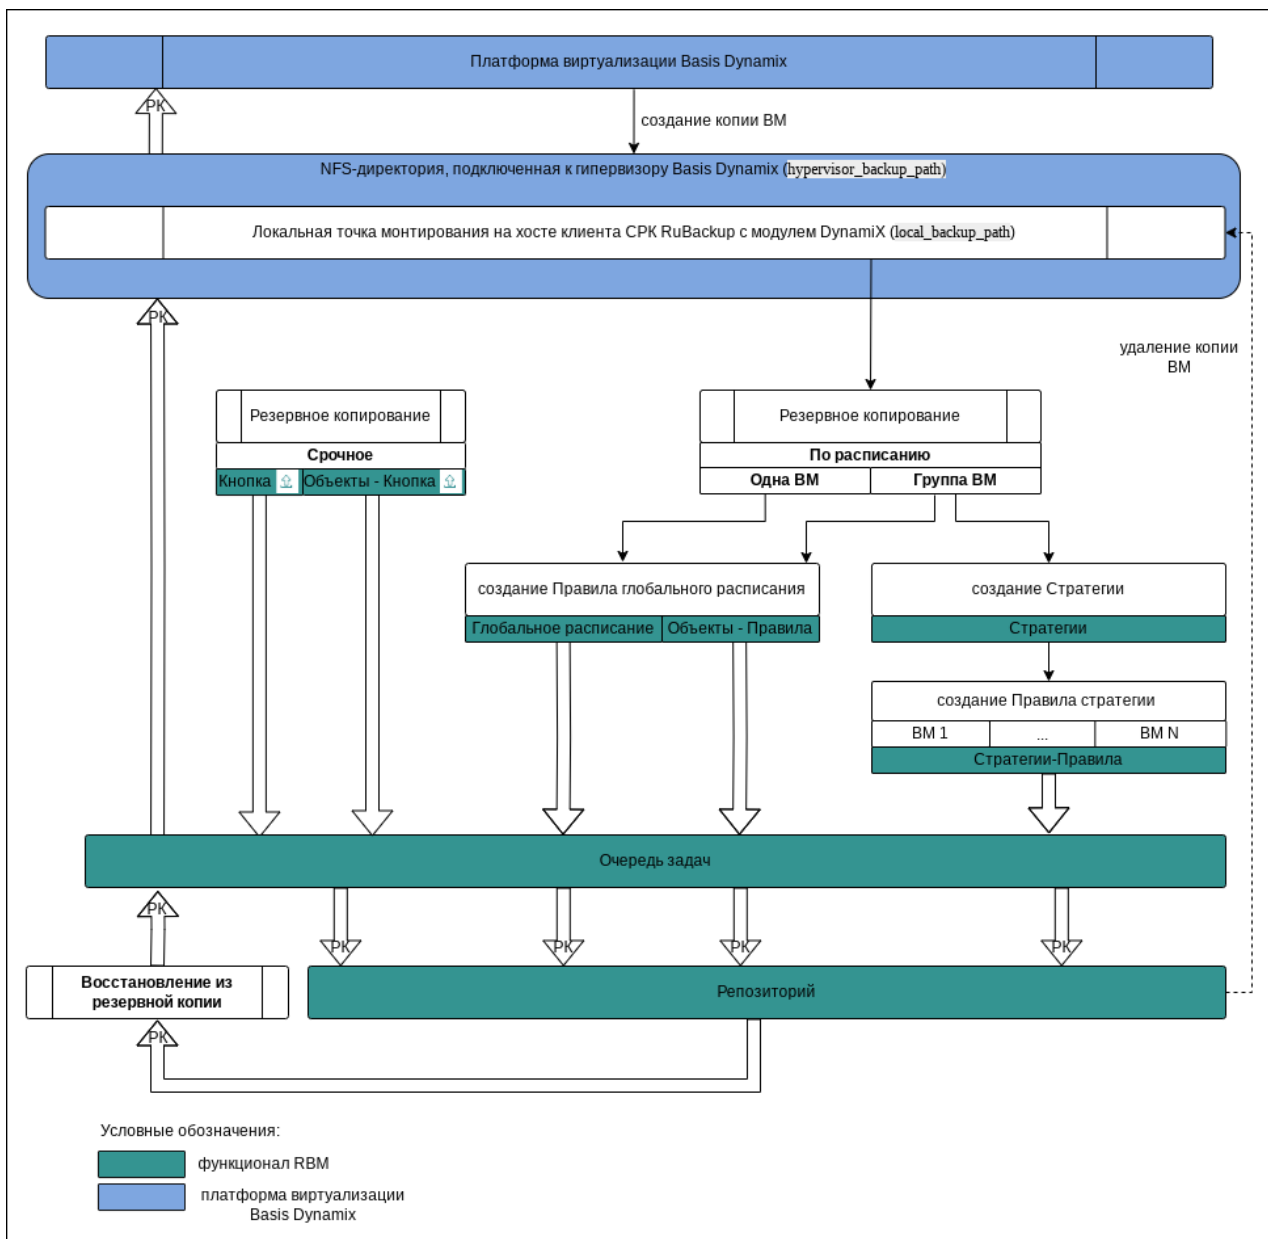 Платформа виртуализации Basis Dynamix
РК
создание копии ВМ
NFS-директория, подключенная к гипервизору Basis Dynamix (hypervisor_backup_path)
Локальная точка монтирования на хосте клиента СРК RuBackup с модулем DynamiX (local_backup_path)
РК
удаление копии
ВМ
Резервное копирование
Срочное
Кнопка
Объекты - Кнопка
Резервное копирование
По расписанию
Одна ВМ
Группа ВМ
создание Правила глобального расписания
Глобальное расписание
Объекты - Правила
создание Стратегии
Стратегии
создание Правила стратегии
ВМ 1
...
ВМ N
Стратегии-Правила
Очередь задач
РК
РК
РК
РК
РК
Восстановление из
резервной копии
Репозиторий
РК
Условные обозначения:
функционал RBM
платформа виртуализации
Basis Dynamix